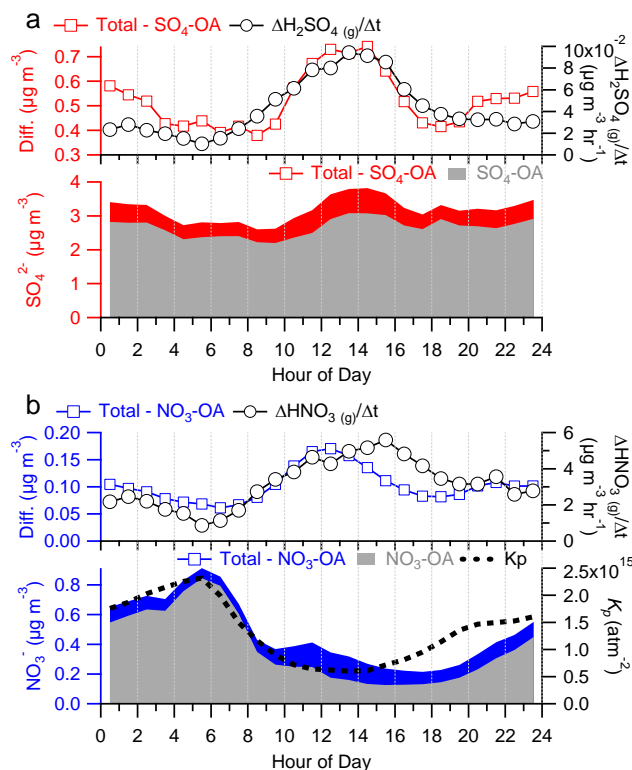 a
Total - SO₄-OA ΔH₂SO₄ (g)/Δt
0.7
0.6
0.5
0.4
0.3
Diff. (µg m⁻³)
10x10⁻²
8
6
4
2
0
ΔH₂SO₄ (g)/Δt
(µg m⁻³ hr⁻¹)
Total - SO₄-OA SO₄-OA
4
3
2
1
0
SO₄²⁻ (µg m⁻³)
0 2 4 6 8 10 12 14 16 18 20 22 24
Hour of Day
b
Total - NO₃-OA ΔHNO₃ (g)/Δt
0.20
0.15
0.10
0.05
0.00
Diff. (µg m⁻³)
6
4
2
0
ΔHNO₃ (g)/Δt
(µg m⁻³ hr⁻¹)
Total - NO₃-OA NO₃-OA Kp
0.8
0.6
0.4
0.2
0.0
NO₃⁻ (µg m⁻³)
2.5x10¹⁵
2.0
1.5
1.0
0.5
0.0
Kₚ (atm⁻²)
0 2 4 6 8 10 12 14 16 18 20 22 24
Hour of Day